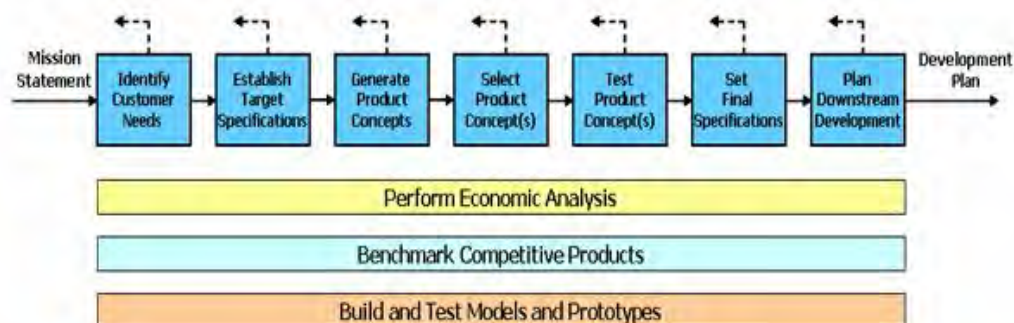 Mission
Statement
Identify
Customer
Needs
Establish
Target
Specifications
Generate
Product
Concepts
Select
Product
Concept(s)
Test
Product
Concept(s)
Set
Final
Specifications
Plan
Downstream
Development
Development
Plan
Perform Economic Analysis
Benchmark Competitive Products
Build and Test Models and Prototypes